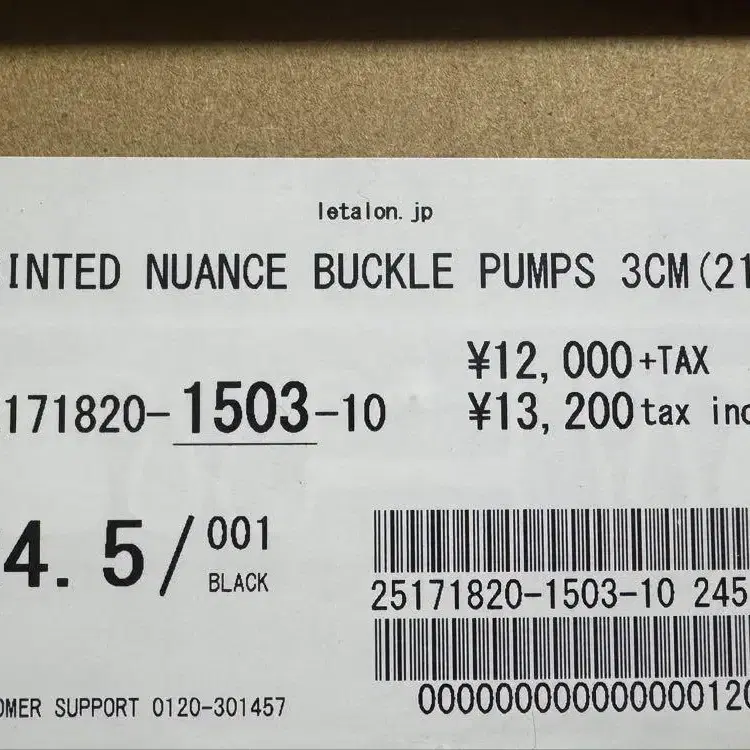 letalon.jp
INTED NUANCE BUCKLE PUMPS 3CM(21
¥12,000+TAX
171820-1503-10
¥13,200tax inc
4.5/001
BLACK
25171820-1503-10 245
OMER SUPPORT 0120-301457
0000000000000000120